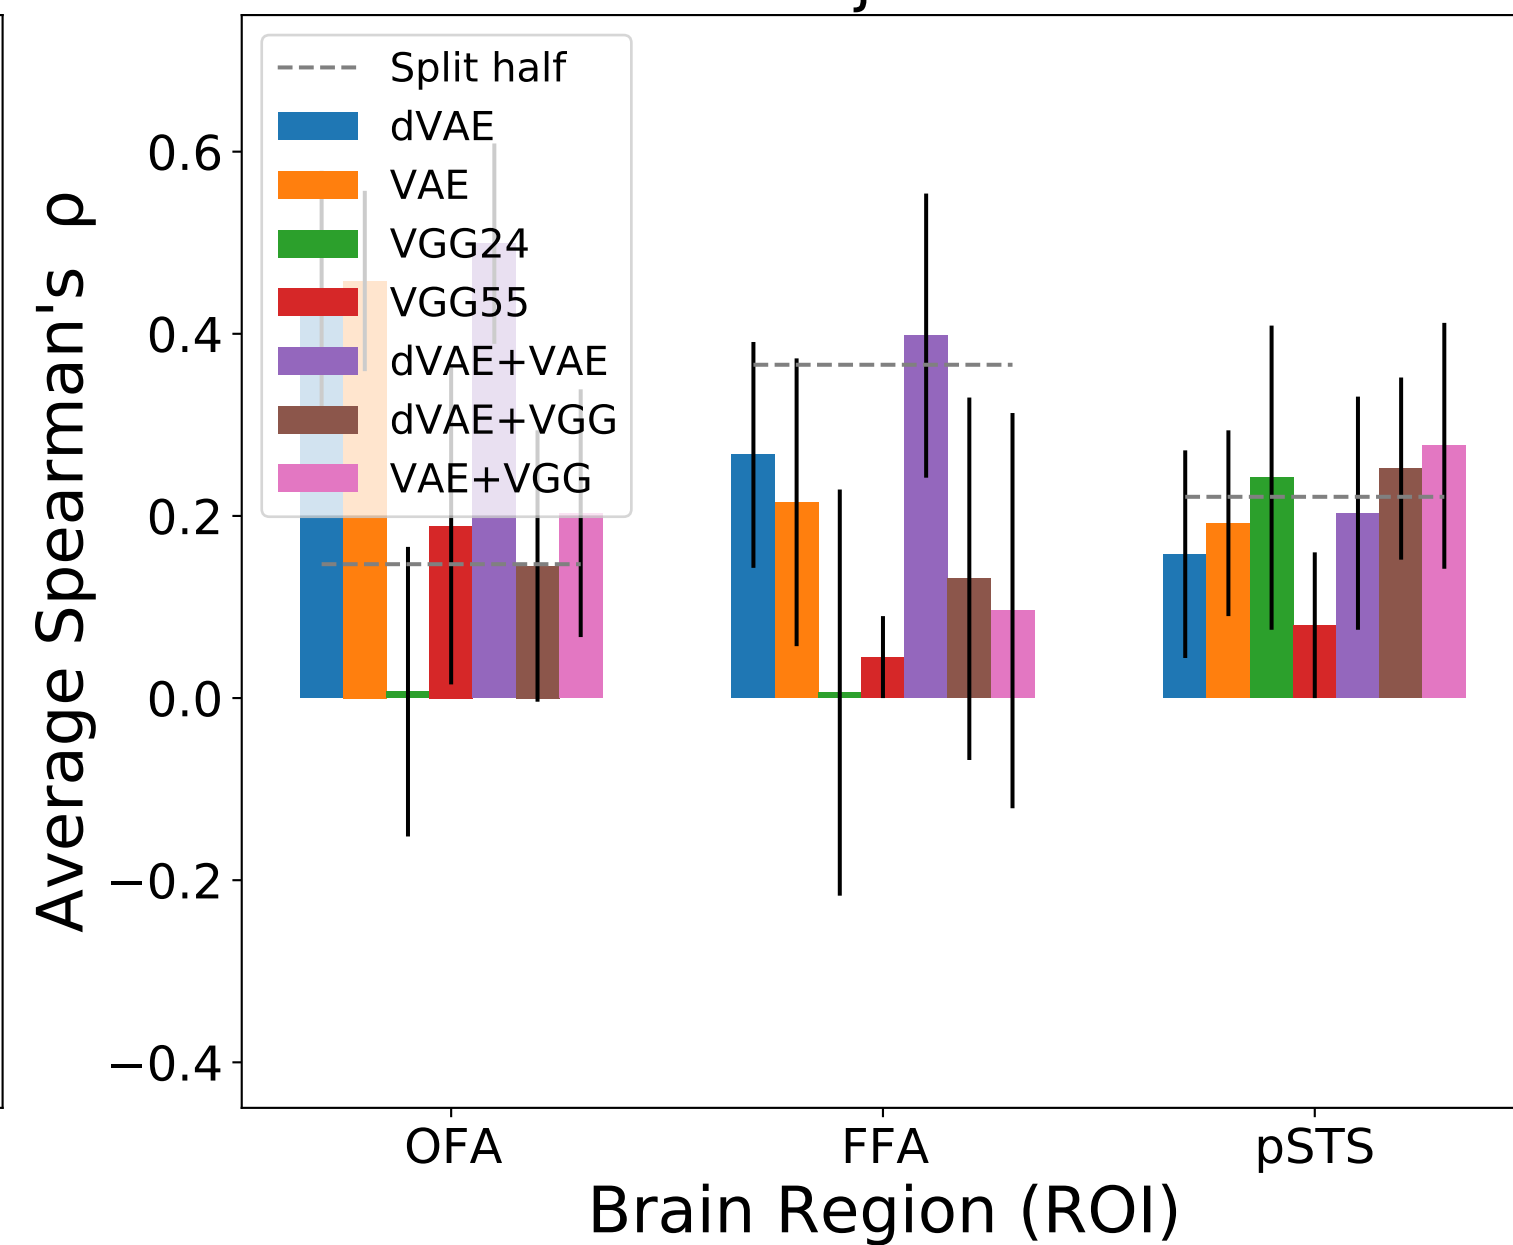 Split half
dVAE
VAE
VGG24
VGG55
dVAE+VAE
dVAE+VGG
VAE+VGG
0.6
0.4
0.2
0.0
−0.2
−0.4
Average Spearman's ρ
OFA
FFA
pSTS
Brain Region (ROI)